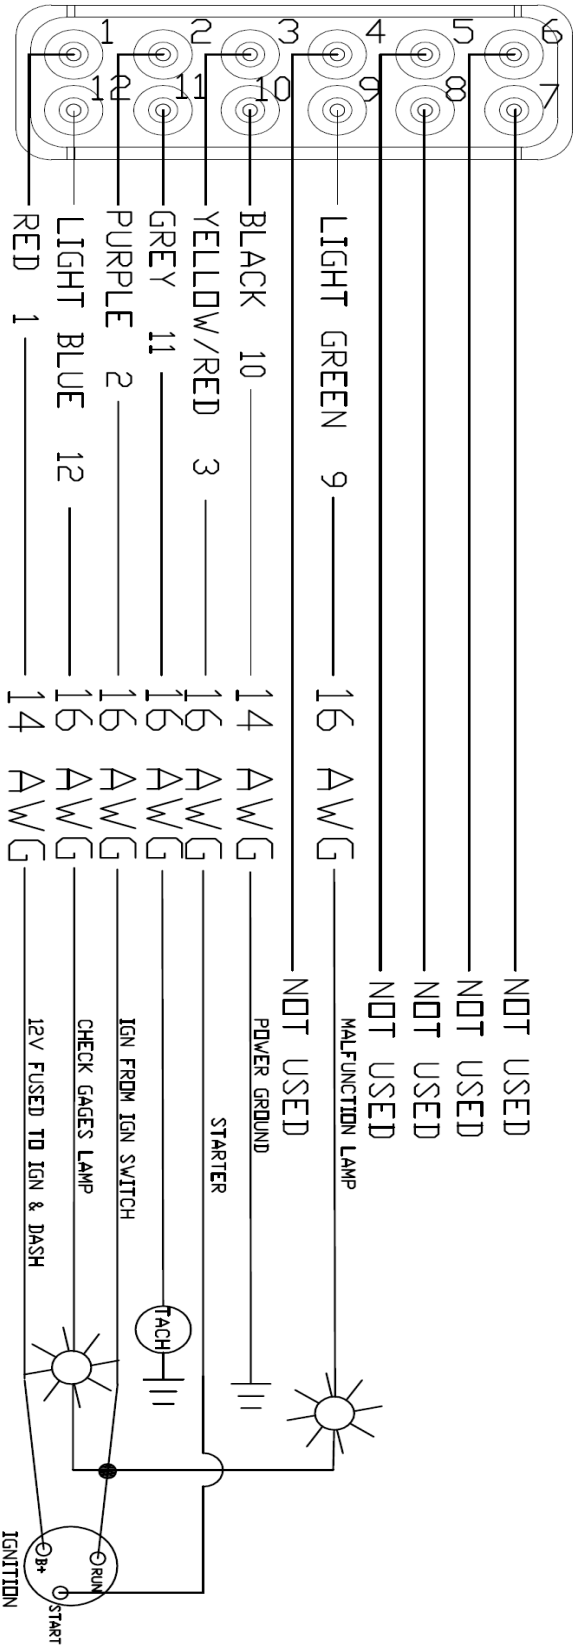 1
2
3
4
5
6
12
11
10
9
8
7
RED 1
LIGHT BLUE 12
PURPLE 2
GREY 11
YELLOW/RED 3
BLACK 10
LIGHT GREEN 9
14 AWG
16 AWG
16 AWG
16 AWG
16 AWG
14 AWG
16 AWG
NOT USED
NOT USED
NOT USED
NOT USED
NOT USED
MALFUNCTION LAMP
POWER GROUND
STARTER
IGN FROM IGN SWITCH
CHECK GAGES LAMP
12V FUSED TO IGN & DASH
TACH
B+
RUN
START
IGNITION